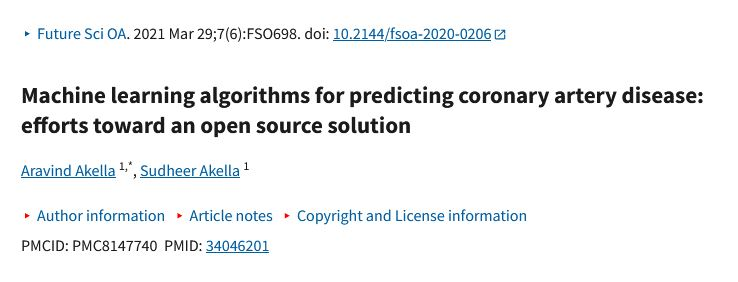 ‣ Future Sci OA. 2021 Mar 29;7(6):FSO698. doi: 10.2144/fsoa-2020-0206
Machine learning algorithms for predicting coronary artery disease:
efforts toward an open source solution
Aravind Akella 1,*, Sudheer Akella 1
‣ Author information ‣ Article notes ‣ Copyright and License information
PMCID: PMC8147740 PMID: 34046201